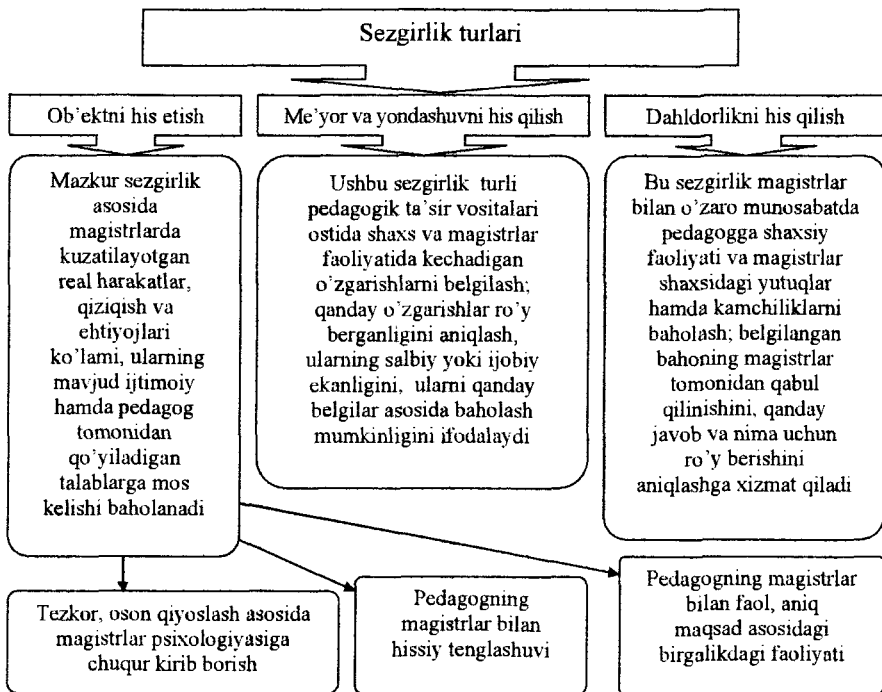 Sezgirlik turlari
Ob'ektni his etish
Me'yor va yondashuvni his qilish
Dahldorlikni his qilish
Mazkur sezgirlik
asosida
magistrlarda
kuzatilayotgan
real harakatlar,
qiziqish va
ehtiyojlari
ko'lami, ularning
mavjud ijtimoiy
hamda pedagog
tomonidan
qo'yiladigan
talablarga mos
kelishi baholanadi
Ushbu sezgirlik turli
pedagogik ta'sir vositalari
ostida shaxs va magistrlar
faoliyatida kechadigan
o'zgarishlarni belgilash;
qanday o'zgarishlar ro'y
berganligini aniqlash,
ularning salbiy yoki ijobiy
ekanligini, ularni qanday
belgilar asosida baholash
mumkinligini ifodalaydi
Bu sezgirlik magistrlar
bilan o'zaro munosabatda
pedagogga shaxsiy
faoliyati va magistrlar
shaxsidagi yutuqlar
hamda kamchiliklarni
baholash; belgilangan
bahoning magistrlar
tomonidan qabul
qilinishini, qanday
javob va nima uchun
ro'y berishini
aniqlashga xizmat qiladi
Tezkor, oson qiyoslash asosida
magistrlar psixologiyasiga
chuqur kirib borish
Pedagogning
magistrlar bilan
hissiy tenglashuvi
Pedagogning magistrlar
bilan faol, aniq
maqsad asosidagi
birgalikdagi faoliyati